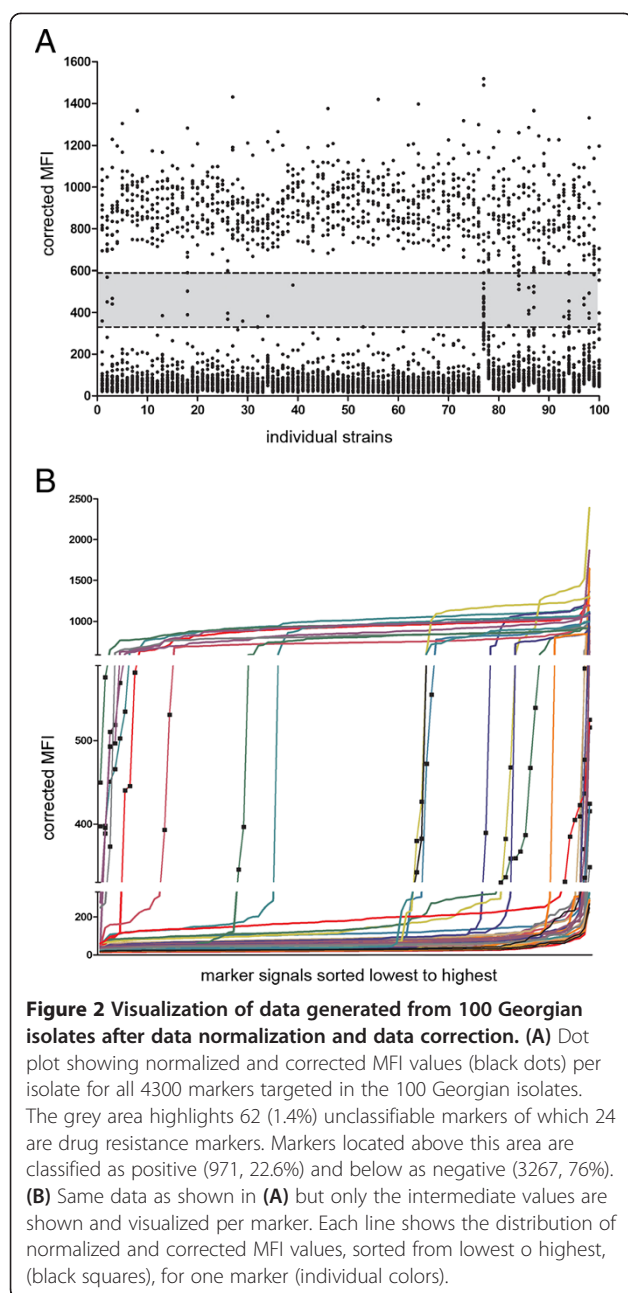 A
1600
1400
1200
1000
800
600
400
200
0
corrected MFI
0 10 20 30 40 50 60 70 80 90 100
individual strains
B
2500
2000
1500
1000
500
400
200
0
corrected MFI
marker signals sorted lowest to highest
Figure 2 Visualization of data generated from 100 Georgian
isolates after data normalization and data correction. (A) Dot
plot showing normalized and corrected MFI values (black dots) per
isolate for all 4300 markers targeted in the 100 Georgian isolates.
The grey area highlights 62 (1.4%) unclassifiable markers of which 24
are drug resistance markers. Markers located above this area are
classified as positive (971, 22.6%) and below as negative (3267, 76%).
(B) Same data as shown in (A) but only the intermediate values are
shown and visualized per marker. Each line shows the distribution of
normalized and corrected MFI values, sorted from lowest o highest,
(black squares), for one marker (individual colors).